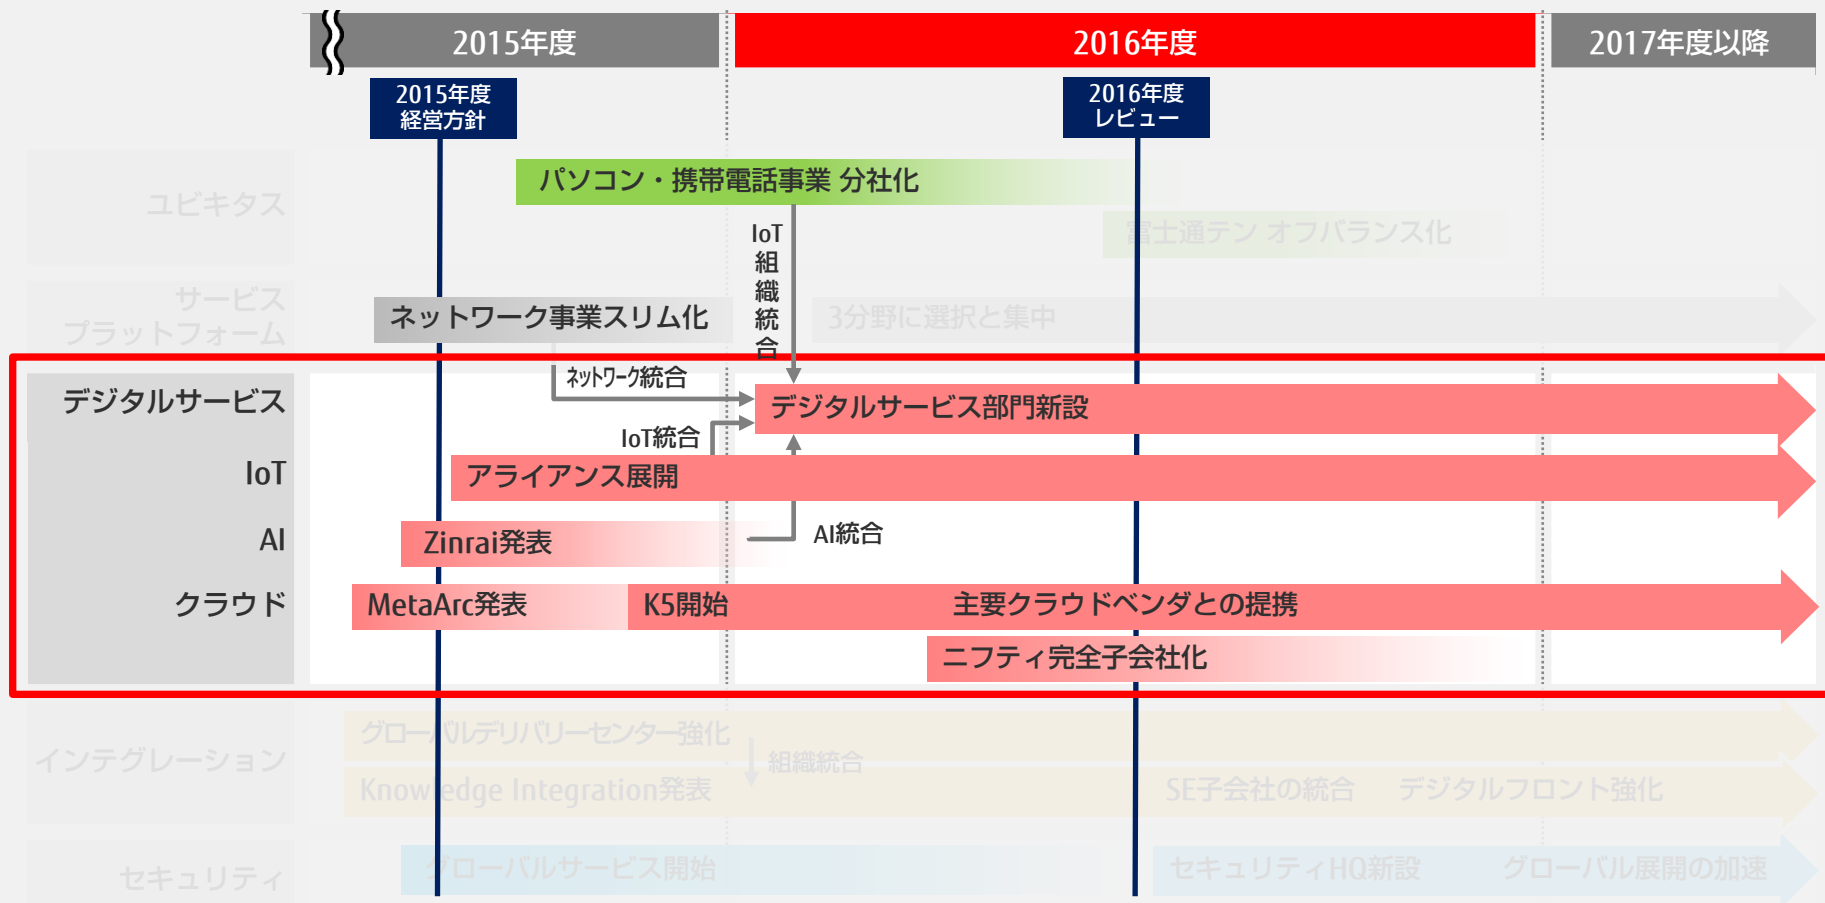 2015年度
2016年度
2017年度以降
2015年度
経営方針
2016年度
レビュー
ユビキタス
パソコン・携帯電話事業 分社化
富士通テン オフバランス化
IoT組織統合
サービス
プラットフォーム
ネットワーク事業スリム化
3分野に選択と集中
ネットワーク統合
デジタルサービス
デジタルサービス部門新設
IoT統合
IoT
アライアンス展開
AI
Zinrai発表
AI統合
クラウド
MetaArc発表
K5開始
主要クラウドベンダとの提携
ニフティ完全子会社化
インテグレーション
グローバルデリバリーセンター強化
組織統合
Knowledge Integration発表
SE子会社の統合
デジタルフロント強化
セキュリティ
グローバルサービス開始
セキュリティHQ新設
グローバル展開の加速